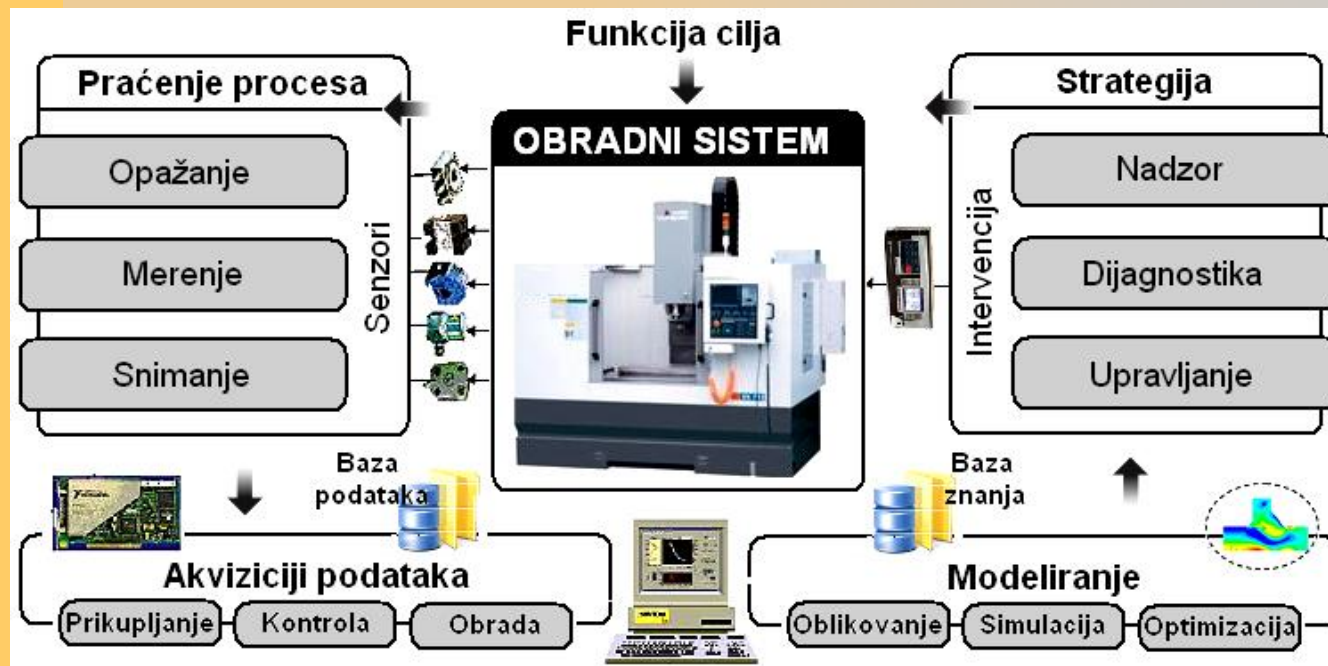 Funkcija cilja
Praćenje procesa
Opažanje
Merenje
Snimanje
Senzori
OBRADNI SISTEM
Strategija
Intervencija
Nadzor
Dijagnostika
Upravljanje
Baza
podataka
Akviziciji podataka
Prikupljanje
Kontrola
Obrada
Baza
znanja
Modeliranje
Oblikovanje
Simulacija
Optimizacija